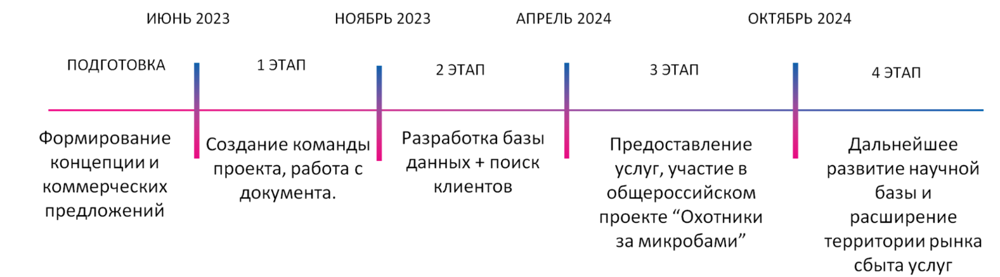 ИЮНЬ 2023
НОЯБРЬ 2023
АПРЕЛЬ 2024
ОКТЯБРЬ 2024
ПОДГОТОВКА
1 ЭТАП
2 ЭТАП
3 ЭТАП
4 ЭТАП
Формирование
концепции и
коммерческих
предложений
Создание команды
проекта, работа с
документа.
Разработка базы
данных + поиск
клиентов
Предоставление
услуг, участие в
общероссийском
проекте “Охотники
за микробами”
Дальнейшее
развитие научной
базы и
расширение
территории рынка
сбыта услуг